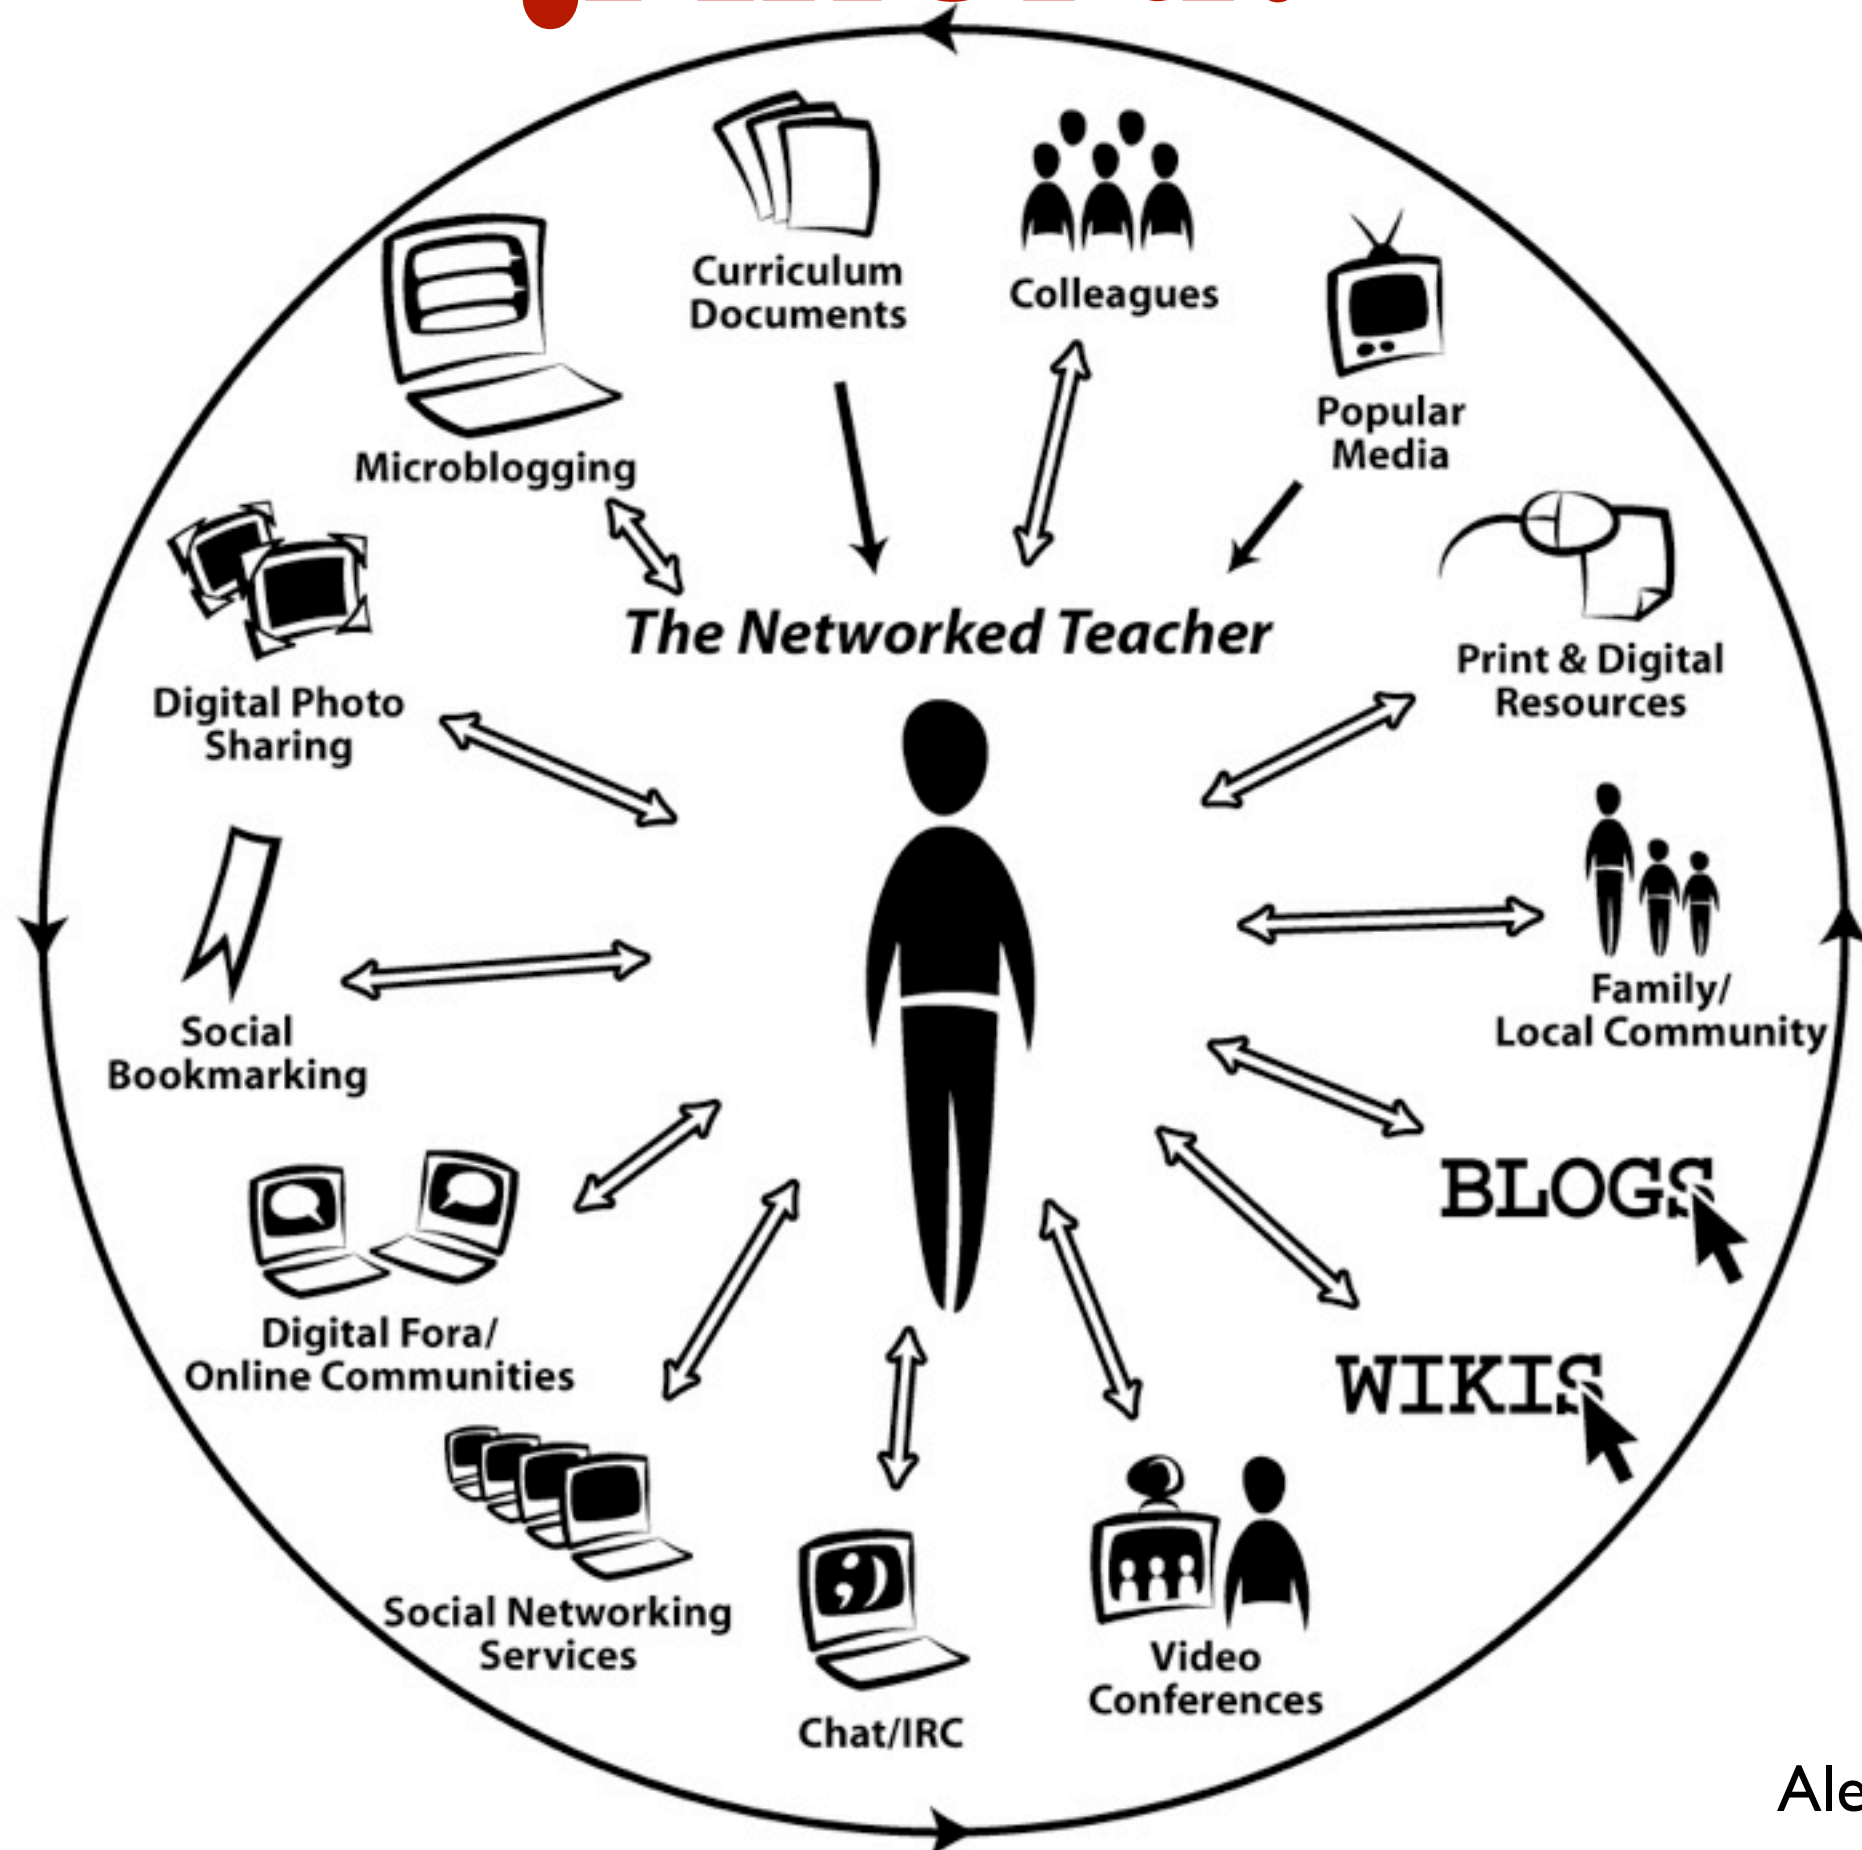 Curriculum
Documents
Colleagues
Popular
Media
Microblogging
The Networked Teacher
Print & Digital
Resources
Digital Photo
Sharing
Family/
Local Community
Social
Bookmarking
BLOGS
Digital Fora/
Online Communities
WIKIS
Social Networking
Services
Video
Conferences
Chat/IRC